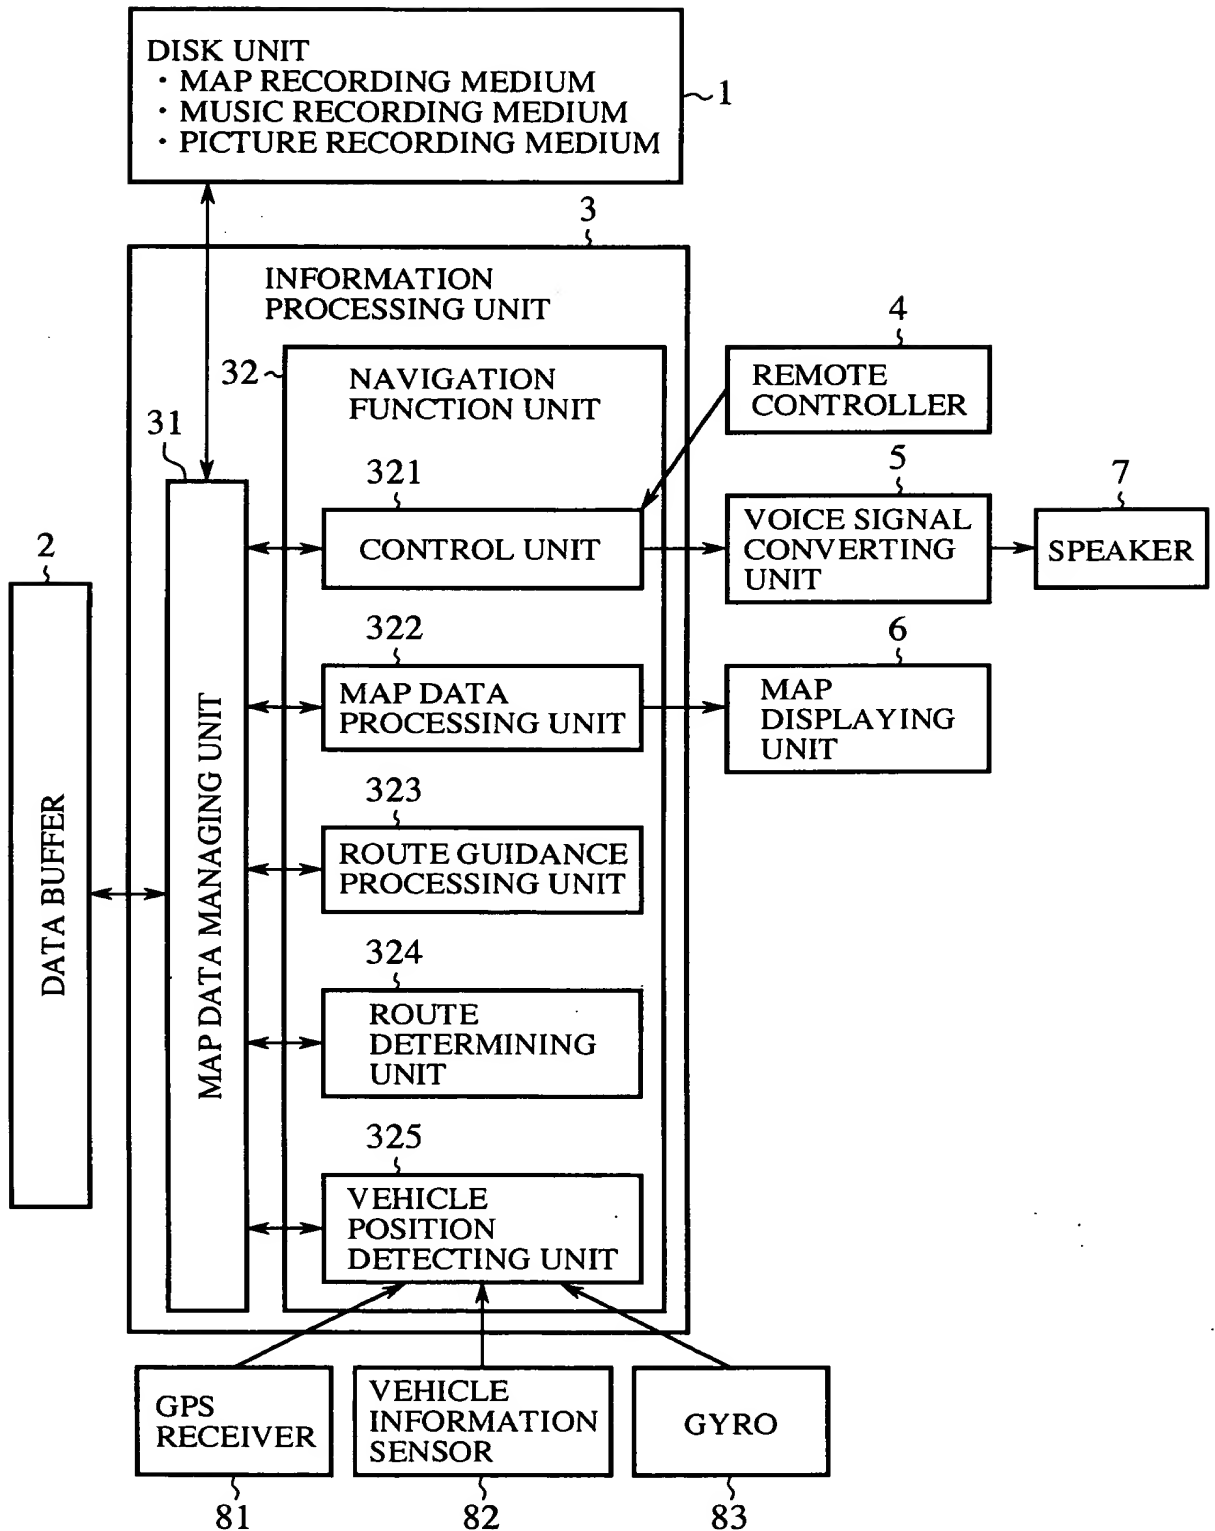 DISK UNIT
・MAP RECORDING MEDIUM
・MUSIC RECORDING MEDIUM
・PICTURE RECORDING MEDIUM
1
3
INFORMATION
PROCESSING UNIT
32
NAVIGATION
FUNCTION UNIT
4
REMOTE
CONTROLLER
31
MAP DATA MANAGING UNIT
2
DATA BUFFER
321
CONTROL UNIT
5
VOICE SIGNAL
CONVERTING
UNIT
7
SPEAKER
322
MAP DATA
PROCESSING UNIT
6
MAP
DISPLAYING
UNIT
323
ROUTE GUIDANCE
PROCESSING UNIT
324
ROUTE
DETERMINING
UNIT
325
VEHICLE
POSITION
DETECTING UNIT
GPS
RECEIVER
81
VEHICLE
INFORMATION
SENSOR
82
GYRO
83